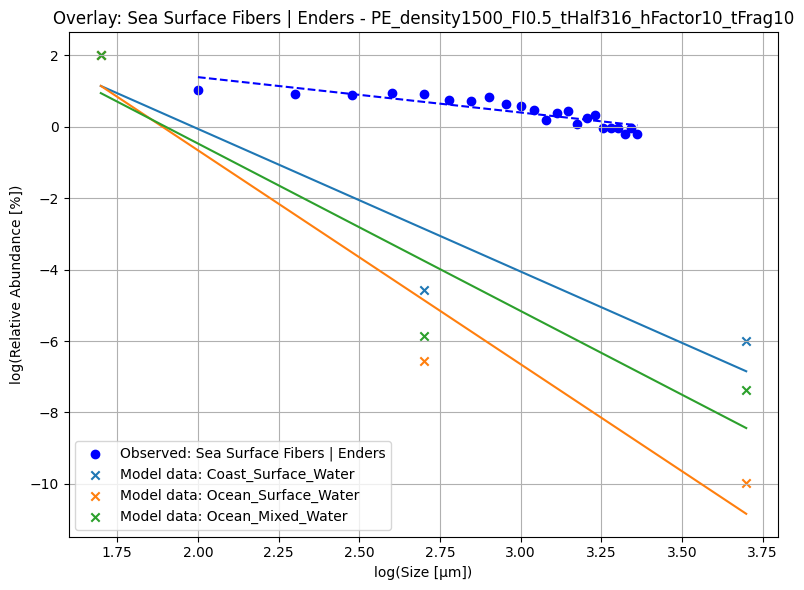 Overlay: Sea Surface Fibers | Enders - PE_density1500_FI0.5_tHalf316_hFactor10_tFrag10
log(Relative Abundance [%])
2
0
−2
−4
−6
−8
−10
Observed: Sea Surface Fibers | Enders
Model data: Coast_Surface_Water
Model data: Ocean_Surface_Water
Model data: Ocean_Mixed_Water
1.75 2.00 2.25 2.50 2.75 3.00 3.25 3.50 3.75
log(Size [μm])